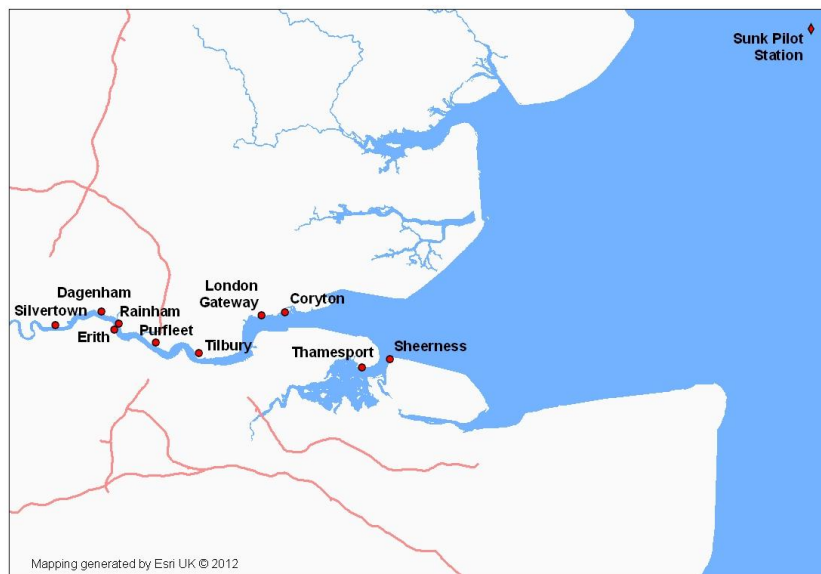 Sunk Pilot
Station
London
Gateway
Coryton
Dagenham
Silvertown
Rainham
Erith
Purfleet
Tilbury
Thamesport
Sheerness
Mapping generated by Esri UK © 2012